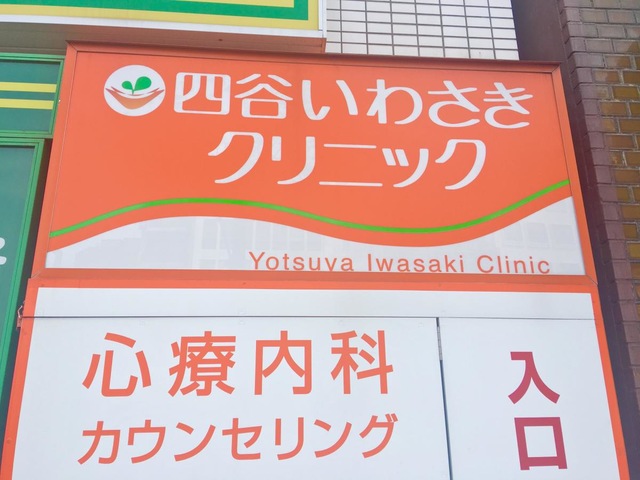 四谷いわさき
クリニック
Yotsuya Iwasaki Clinic
心療内科
カウンセリング
入口